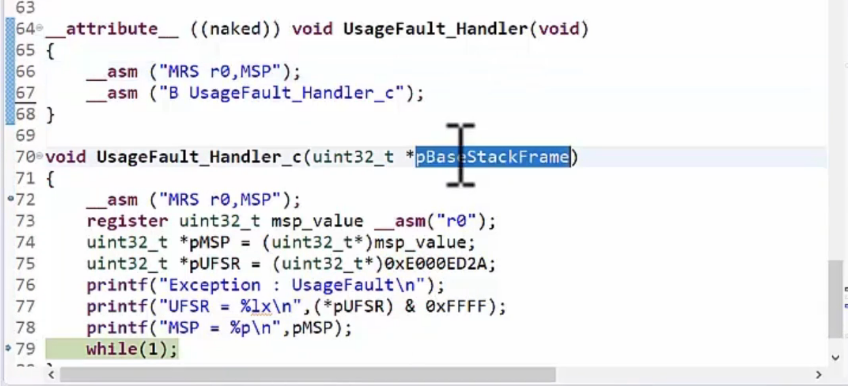 63
64 __attribute__ ((naked)) void UsageFault_Handler(void)
65 {
66 __asm ("MRS r0,MSP");
67 __asm ("B UsageFault_Handler_c");
68 }
69
70 void UsageFault_Handler_c(uint32_t *pBaseStackFrame)
71 {
72 __asm ("MRS r0,MSP");
73 register uint32_t msp_value __asm("r0");
74 uint32_t *pMSP = (uint32_t*)msp_value;
75 uint32_t *pUFSR = (uint32_t*)0xE000ED2A;
76 printf("Exception : UsageFault\n");
77 printf("UFSR = %lx\n",(*pUFSR) & 0xFFFF);
78 printf("MSP = %p\n",pMSP);
79 while(1);